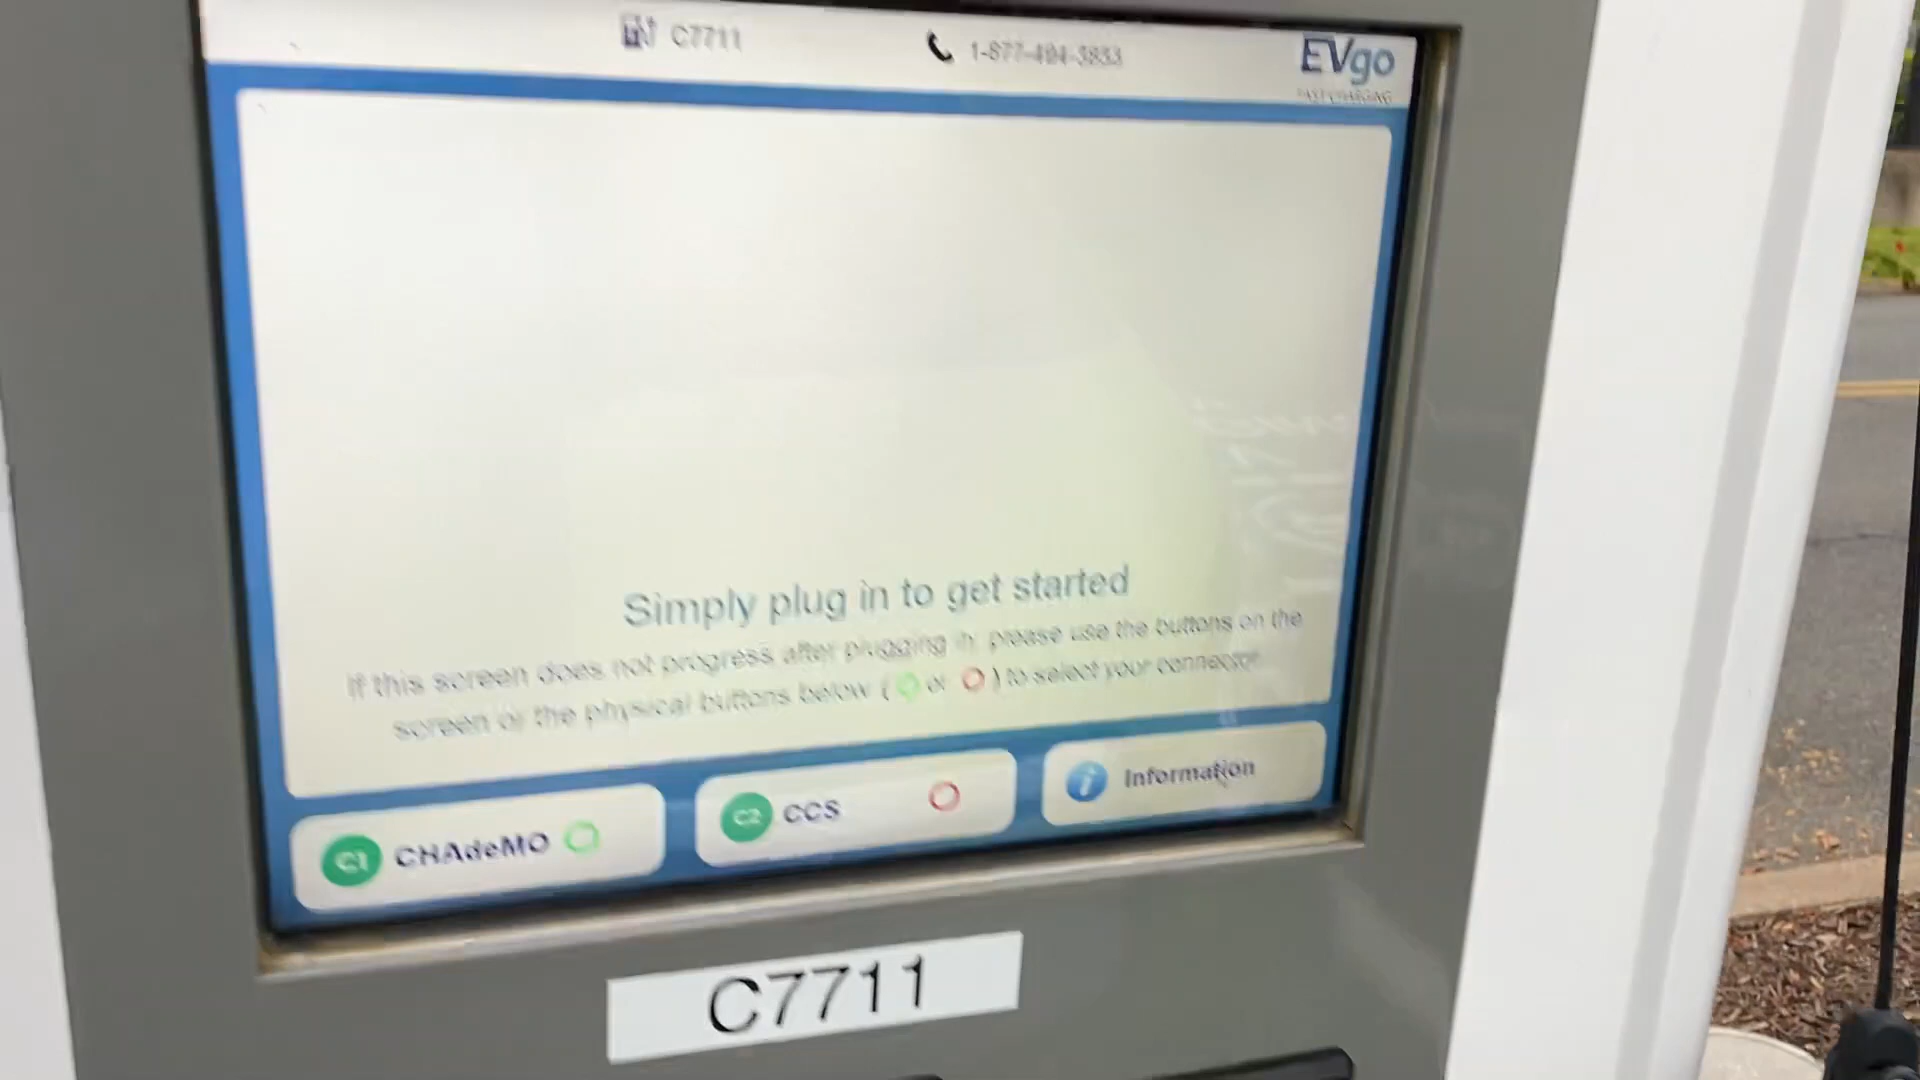 C7711
1-877-494-3833
EVgo
FAST CHARGING
Simply plug in to get started
If this screen does not progress after plugging in, please use the buttons on the
screen or the physical buttons below ( or ) to select your connector.
C1 CHAdeMO
C2 CCS
i Information
C7711